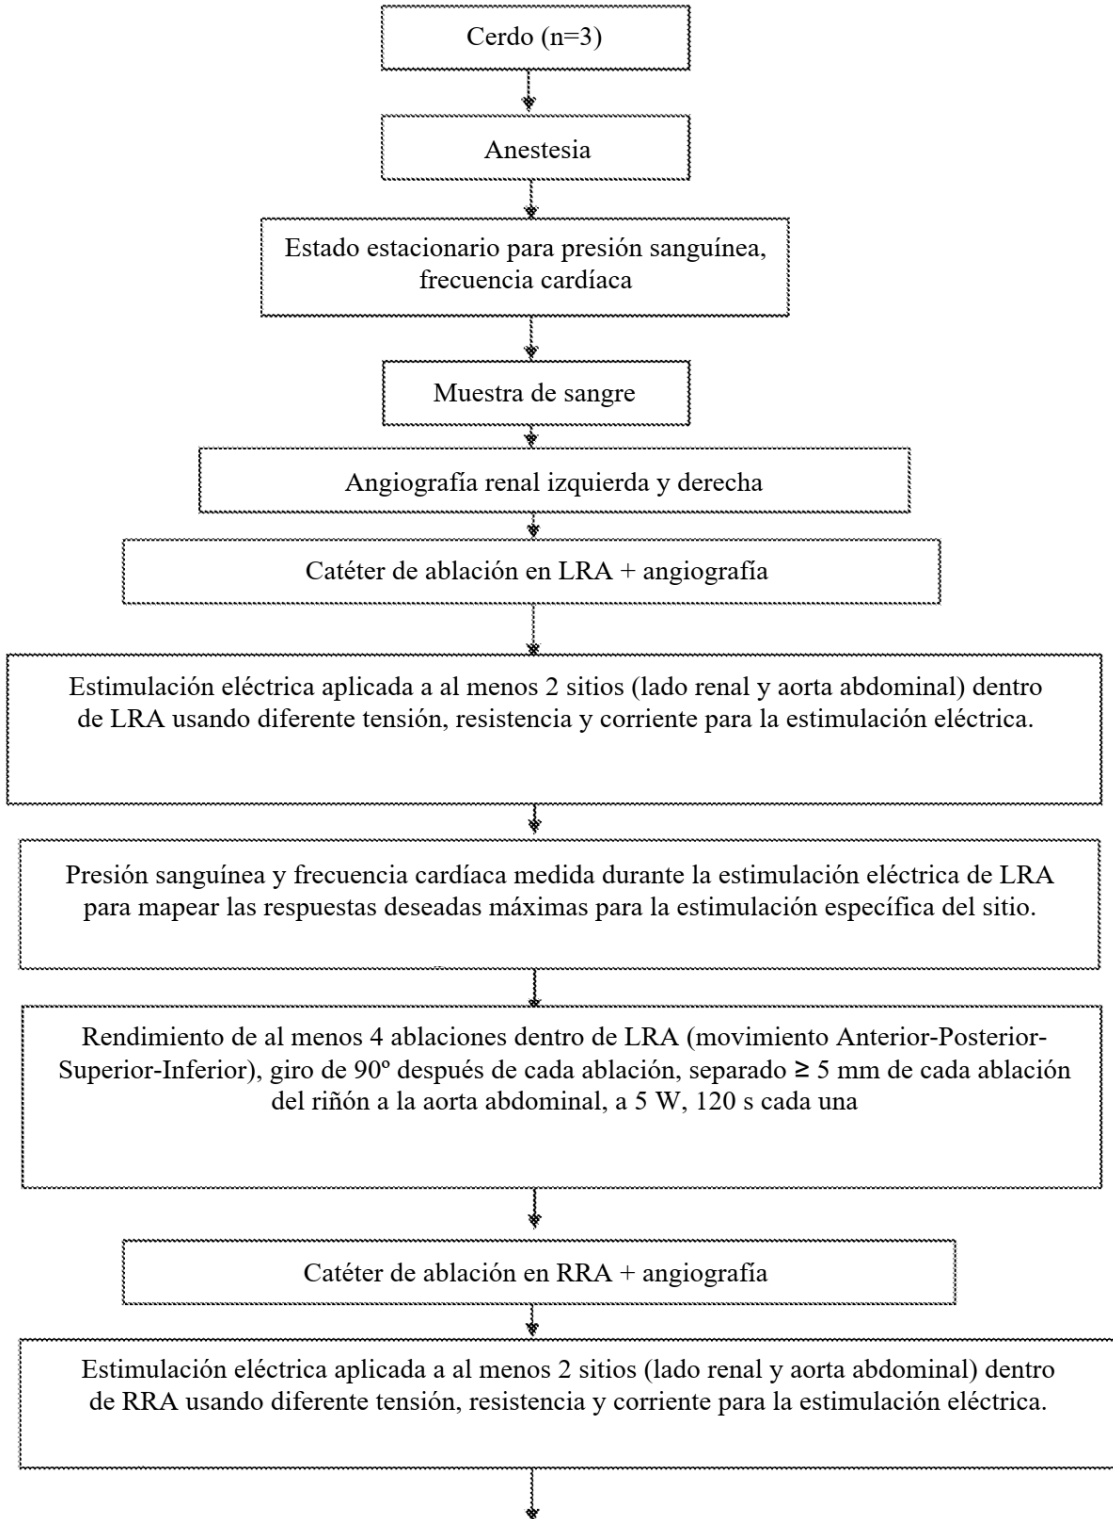 Cerdo (n=3)
Anestesia
Estado estacionario para presión sanguínea,
frecuencia cardíaca
Muestra de sangre
Angiografía renal izquierda y derecha
Catéter de ablación en LRA + angiografía
Estimulación eléctrica aplicada a al menos 2 sitios (lado renal y aorta abdominal) dentro
de LRA usando diferente tensión, resistencia y corriente para la estimulación eléctrica.
Presión sanguínea y frecuencia cardíaca medida durante la estimulación eléctrica de LRA
para mapear las respuestas deseadas máximas para la estimulación específica del sitio.
Rendimiento de al menos 4 ablaciones dentro de LRA (movimiento Anterior-Posterior-
Superior-Inferior), giro de 90º después de cada ablación, separado ≥ 5 mm de cada ablación
del riñón a la aorta abdominal, a 5 W, 120 s cada una
Catéter de ablación en RRA + angiografía
Estimulación eléctrica aplicada a al menos 2 sitios (lado renal y aorta abdominal) dentro
de RRA usando diferente tensión, resistencia y corriente para la estimulación eléctrica.